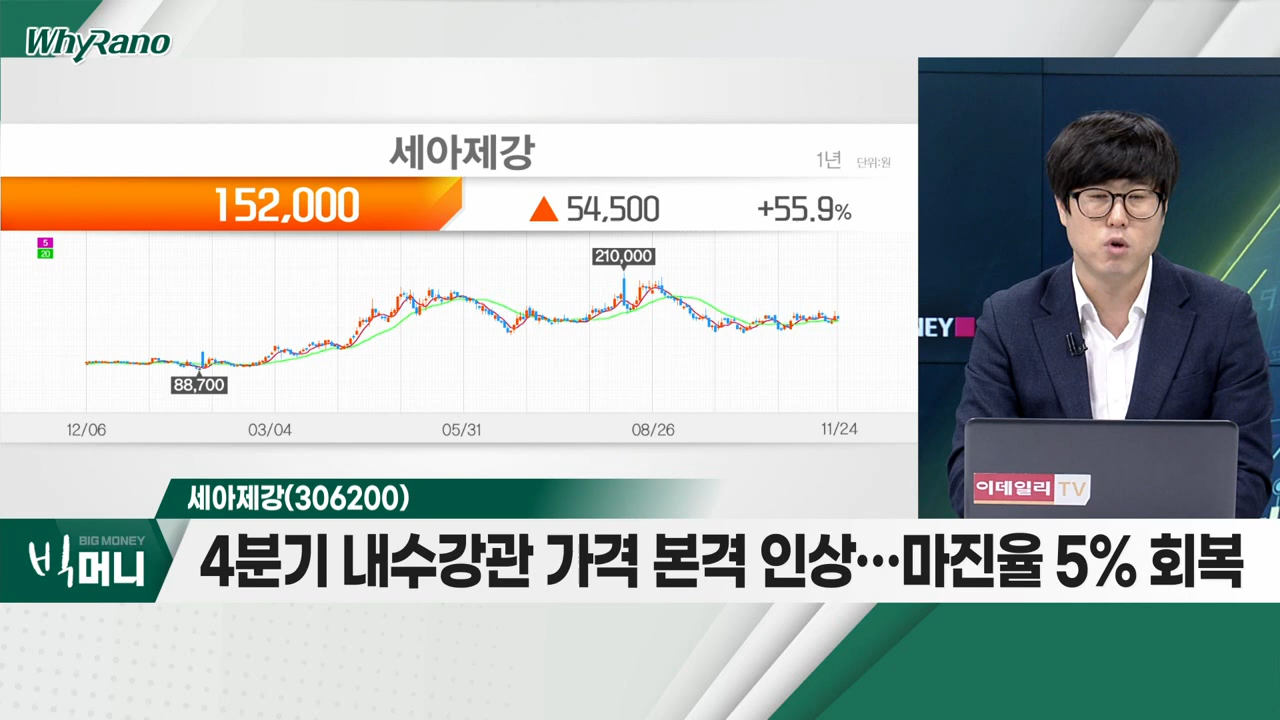 WhyRano
세아제강
1년 단위:원
152,000 ▲ 54,500 +55.9%
5
20
210,000
88,700
12/06 03/04 05/31 08/26 11/24
NEY
이데일리 TV
세아제강(306200)
BIG MONEY
빅머니
4분기 내수강관 가격 본격 인상…마진율 5% 회복